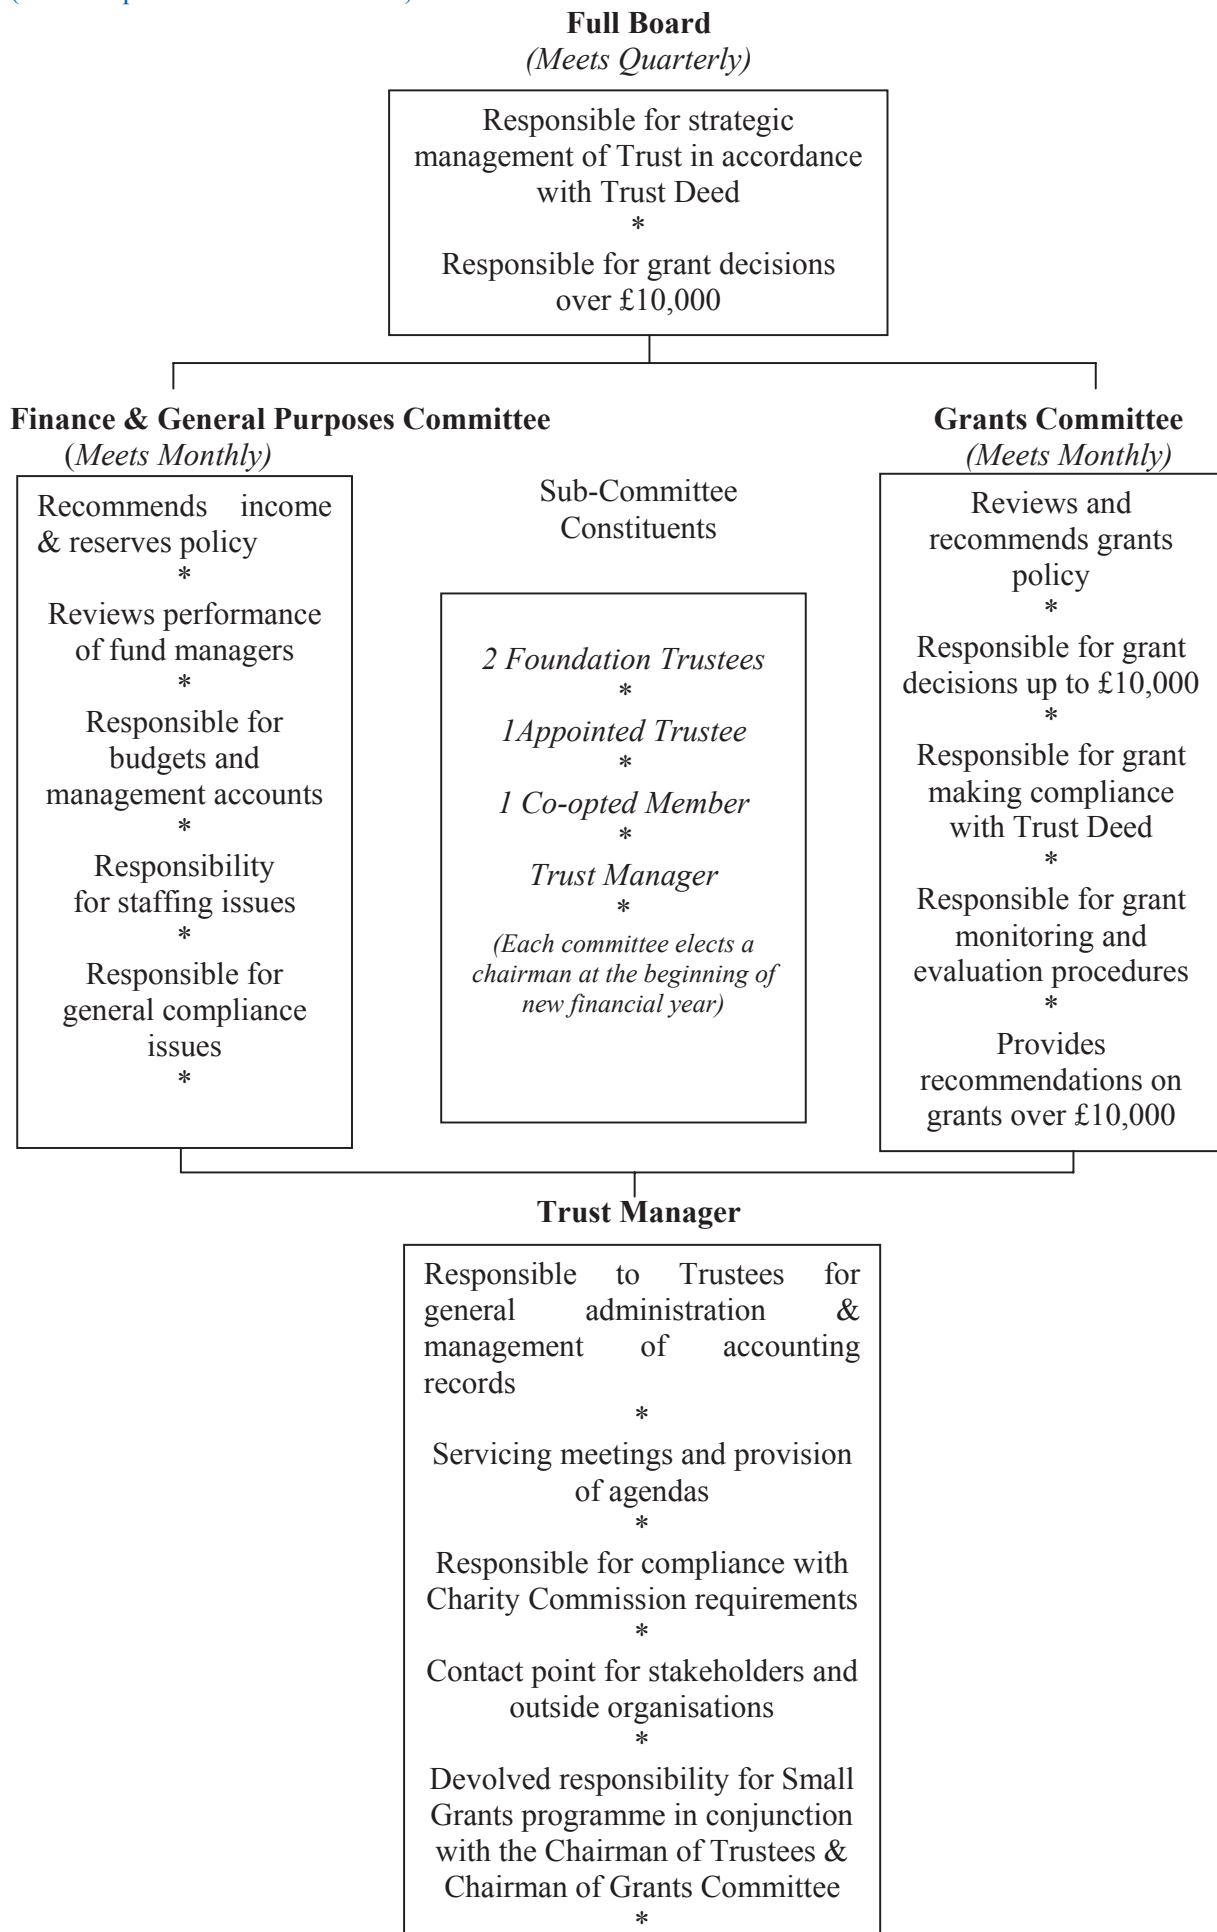 Full Board
(Meets Quarterly)
Responsible for strategic
management of Trust in accordance
with Trust Deed
*
Responsible for grant decisions
over £10,000
Finance & General Purposes Committee
(Meets Monthly)
Recommends income
& reserves policy
*
Reviews performance
of fund managers
*
Responsible for
budgets and
management accounts
*
Responsibility
for staffing issues
*
Responsible for
general compliance
issues
*
Sub-Committee
Constituents
2 Foundation Trustees
*
1Appointed Trustee
*
1 Co-opted Member
*
Trust Manager
*
(Each committee elects a
chairman at the beginning of
new financial year)
Grants Committee
(Meets Monthly)
Reviews and
recommends grants
policy
*
Responsible for grant
decisions up to £10,000
*
Responsible for grant
making compliance
with Trust Deed
*
Responsible for grant
monitoring and
evaluation procedures
*
Provides
recommendations on
grants over £10,000
Trust Manager
Responsible to Trustees for
general administration &
management of accounting
records
*
Servicing meetings and provision
of agendas
*
Responsible for compliance with
Charity Commission requirements
*
Contact point for stakeholders and
outside organisations
*
Devolved responsibility for Small
Grants programme in conjunction
with the Chairman of Trustees &
Chairman of Grants Committee
*